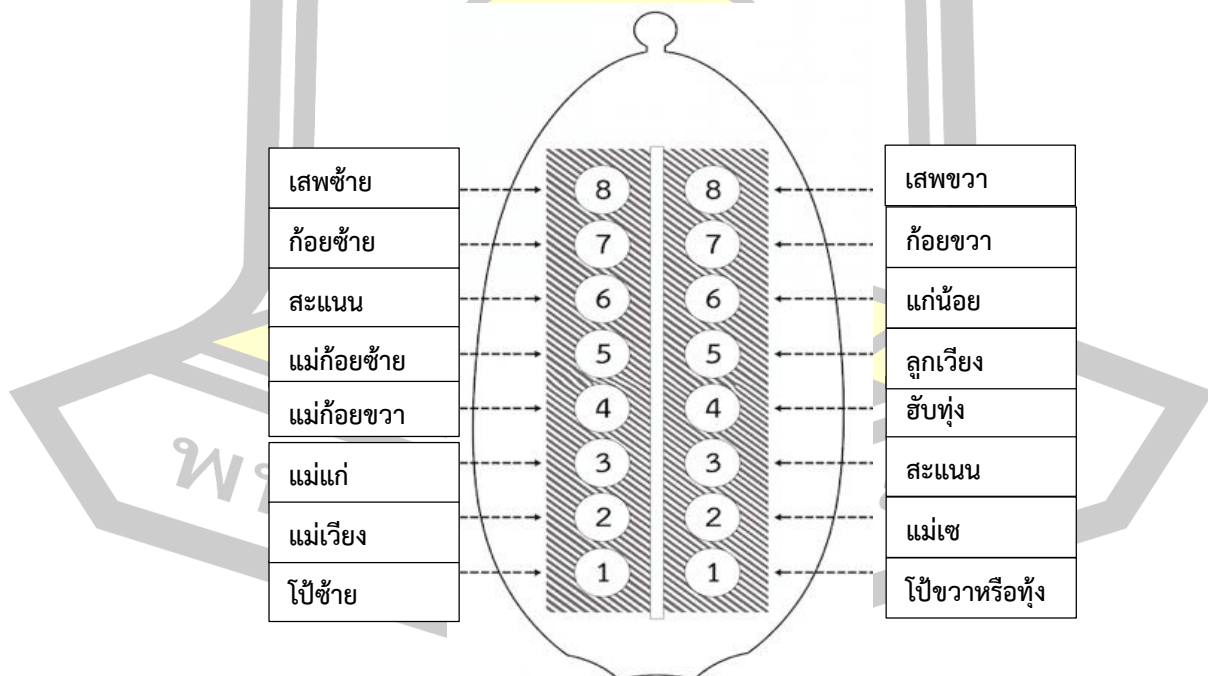 เสพซ้าย 8 8 เสพขวา
ก้อยซ้าย 7 7 ก้อยขวา
สะแนน 6 6 แก่น้อย
แม่ก้อยซ้าย 5 5 ลูกเวียง
แม่ก้อยขวา 4 4 ฮับทุ่ง
แม่แก่ 3 3 สะแนน
แม่เวียง 2 2 แม่เซ
โป้ซ้าย 1 1 โป้ขวาหรือทุ้ง